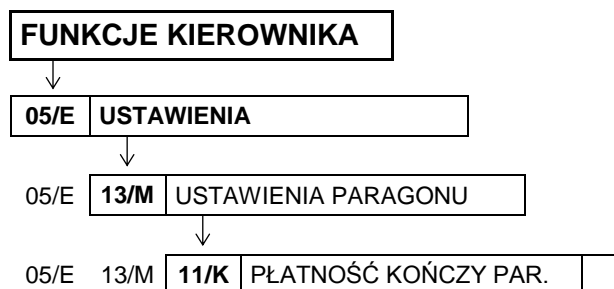 FUNKCJE KIEROWNIKA
05/E USTAWIENIA
05/E 13/M USTAWIENIA PARAGONU
05/E 13/M 11/K PŁATNOŚĆ KOŃCZY PAR.